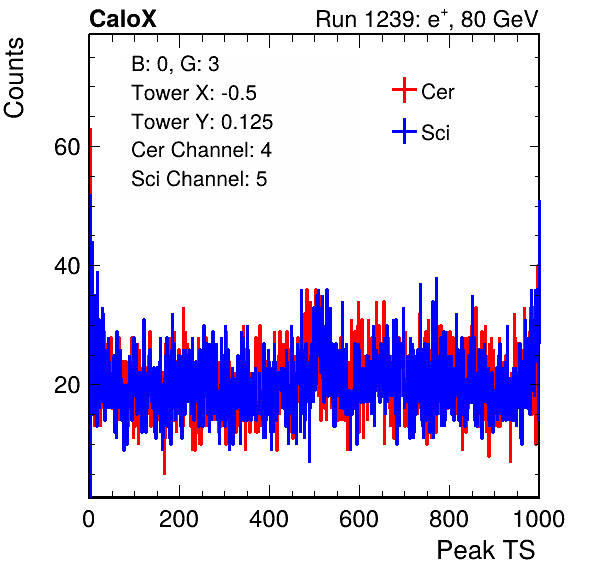 CaloX Run 1239: e⁺, 80 GeV
Counts
B: 0, G: 3
Tower X: -0.5
Tower Y: 0.125
Cer Channel: 4
Sci Channel: 5
Cer
Sci
60
40
20
0 200 400 600 800 1000
Peak TS